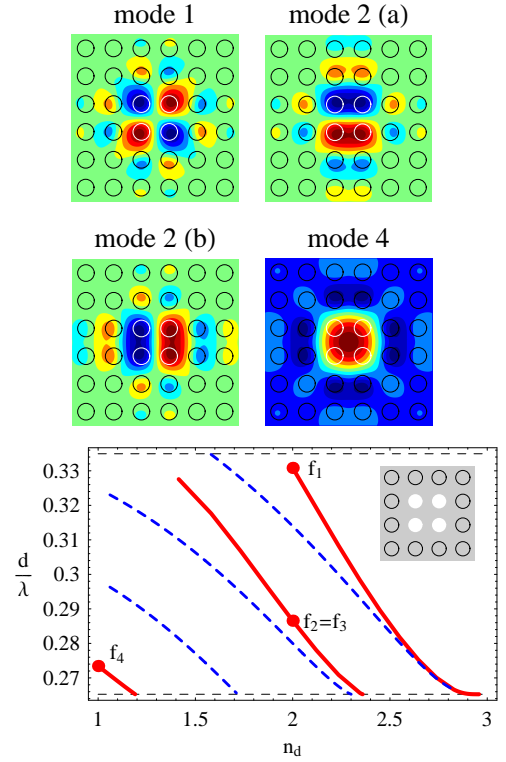 mode 1 mode 2 (a)
mode 2 (b) mode 4
0.33
0.32
0.31
0.3
0.29
0.28
0.27
d/λ
f₁
f₂=f₃
f₄
1 1.5 2 2.5 3
n_d